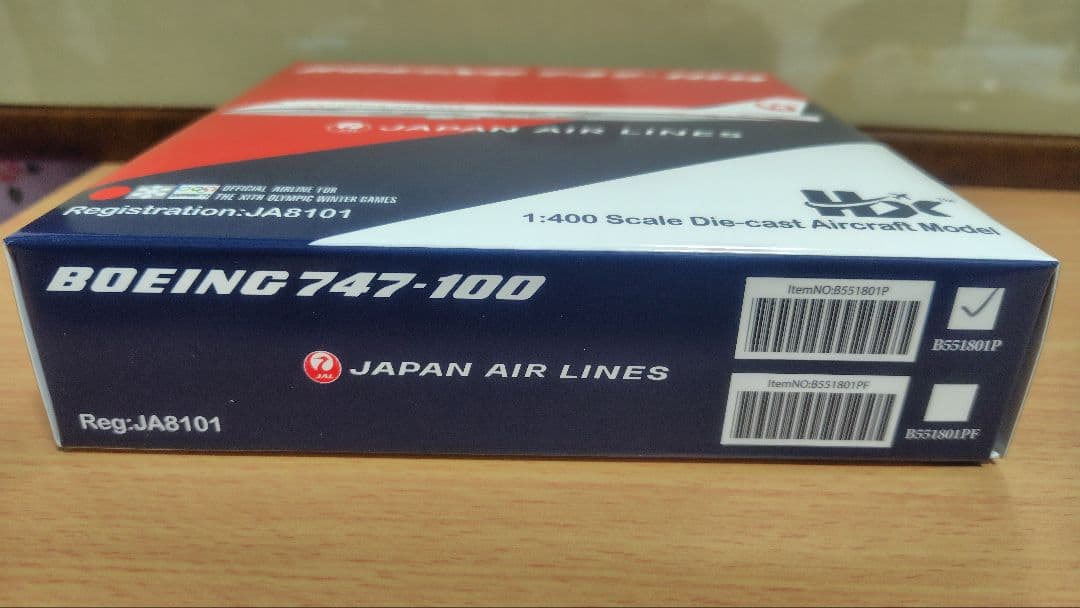 JAPAN AIR LINES
OFFICIAL AIRLINE FOR
THE XITH OLYMPIC WINTER GAMES
Registration:JA8101
1:400 Scale Die-cast Aircraft Model
BOEING 747-100
ItemNO:B551801P
B551801P
JAL
JAPAN AIR LINES
ItemNO:B551801PF
B551801PF
Reg:JA8101